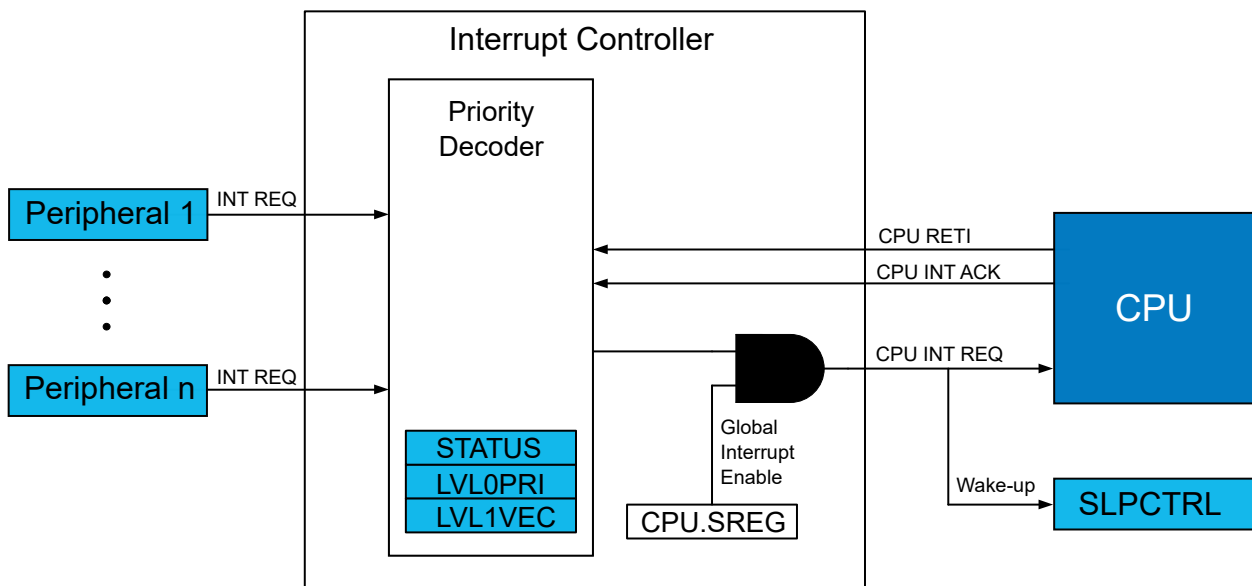 Interrupt Controller
Priority
Decoder
Peripheral 1
INT REQ
Peripheral n
INT REQ
STATUS
LVL0PRI
LVL1VEC
CPU RETI
CPU INT ACK
CPU INT REQ
CPU
Global
Interrupt
Enable
CPU.SREG
Wake-up
SLPCTRL